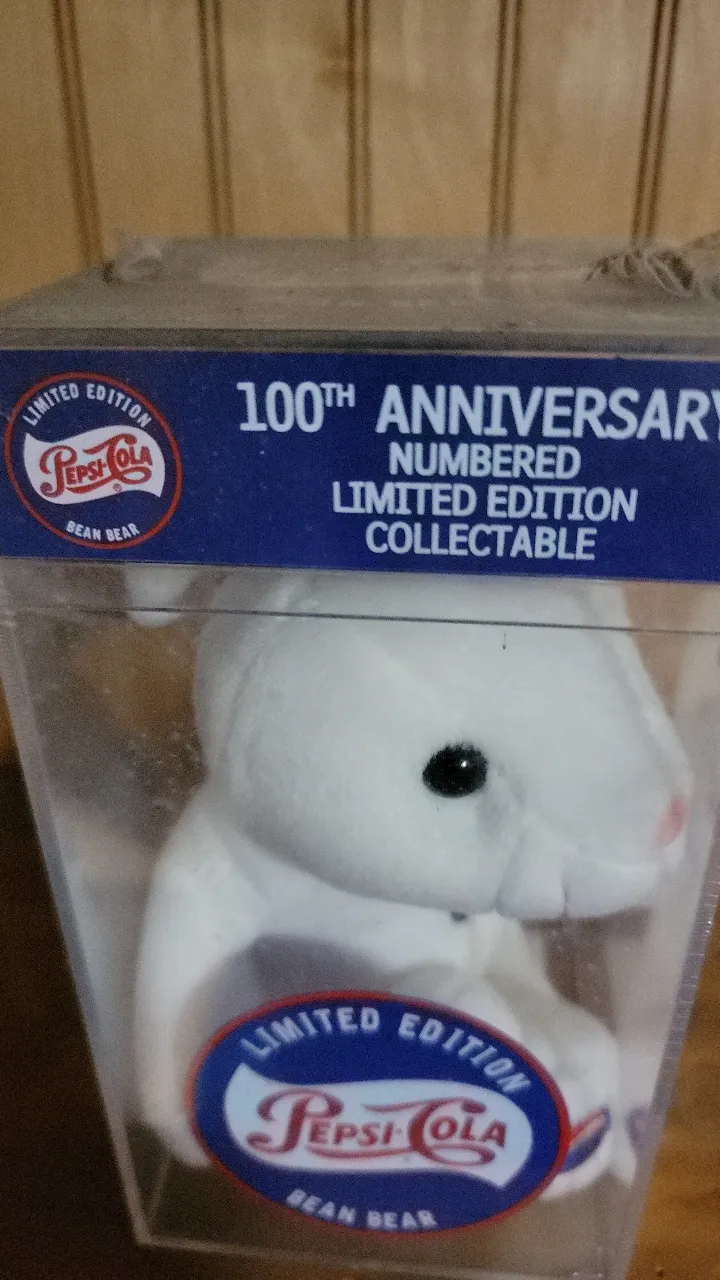 LIMITED EDITION
PEPSI-COLA
BEAN BEAR
100TH ANNIVERSARY
NUMBERED
LIMITED EDITION
COLLECTABLE
LIMITED EDITION
PEPSI-COLA
BEAN BEAR